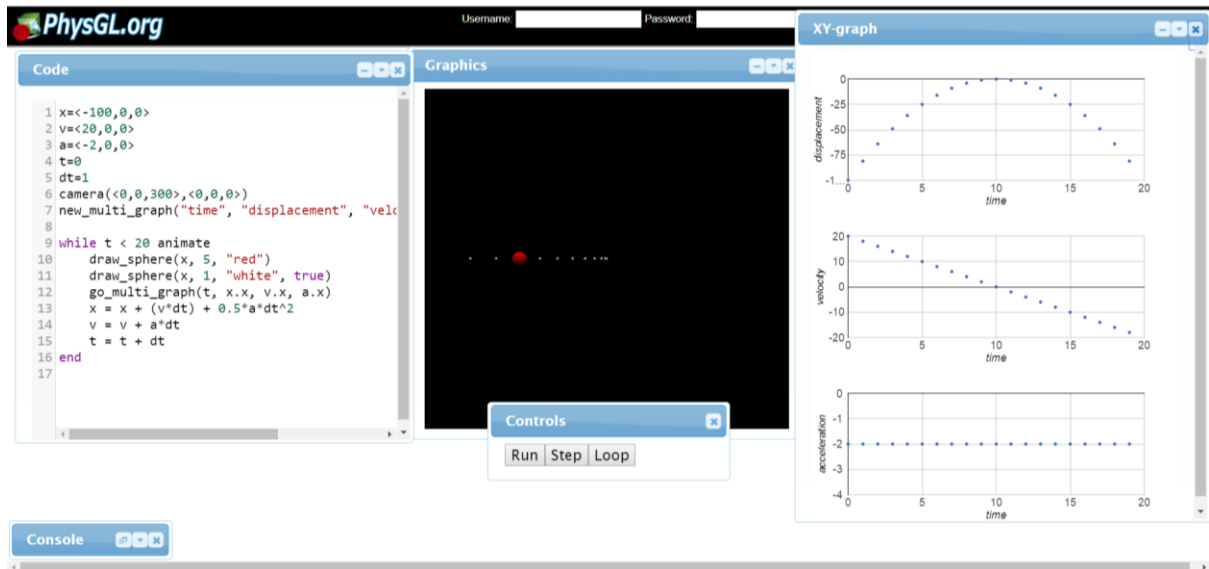 PhysGL.org
Username:
Password:
Code
1 x=<-100,0,0>
2 v=<20,0,0>
3 a=<-2,0,0>
4 t=0
5 dt=1
6 camera(<0,0,300>,<0,0,0>)
7 new_multi_graph("time", "displacement", "velo
8
9 while t < 20 animate
10 draw_sphere(x, 5, "red")
11 draw_sphere(x, 1, "white", true)
12 go_multi_graph(t, x.x, v.x, a.x)
13 x = x + (v*dt) + 0.5*a*dt^2
14 v = v + a*dt
15 t = t + dt
16 end
17
Graphics
Controls
Run Step Loop
XY-graph
displacement
0
-25
-50
-75
-1...
0 5 10 15 20
time
velocity
20
10
0
-10
-20
0 5 10 15 20
time
acceleration
0
-1
-2
-3
-4
0 5 10 15 20
time
Console